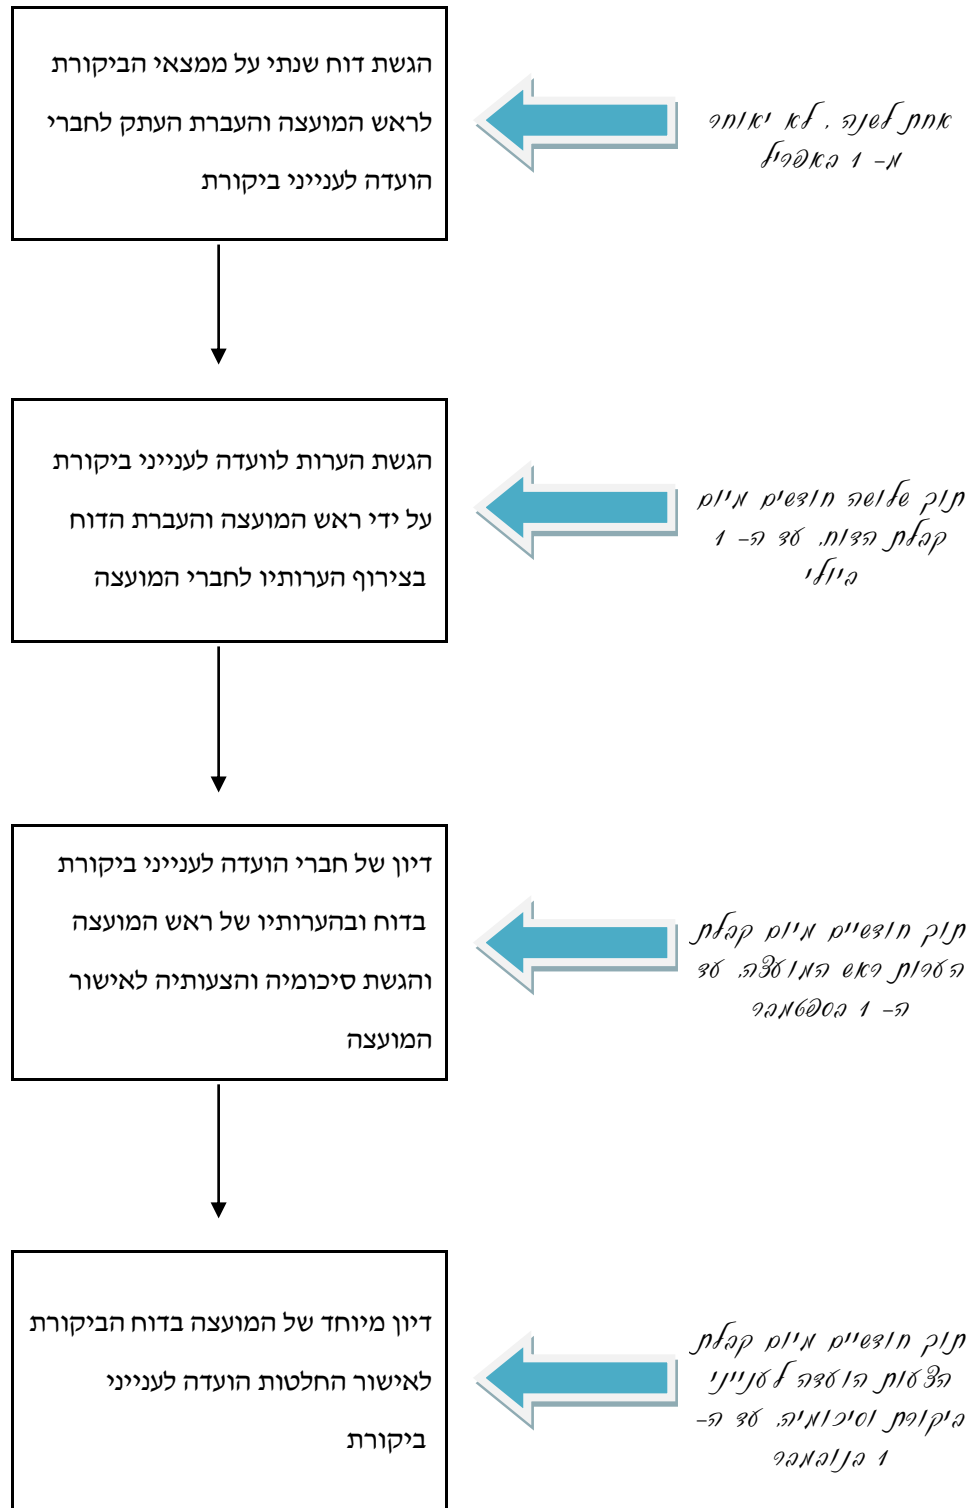 הגשת דוח שנתי על ממצאי הביקורת
לראש המועצה והעברת העתק לחברי
הועדה לענייני ביקורת
אחת לשנה, לא יאוחר
מ- 1 באפריל
הגשת הערות לוועדה לענייני ביקורת
על ידי ראש המועצה והעברת הדוח
בצירוף הערותיו לחברי המועצה
תוך שלושה חודשים מיום
קבלת הדוח, עד ה- 1
ביולי
דיון של חברי הועדה לענייני ביקורת
בדוח ובהערותיו של ראש המועצה
והגשת סיכומיה והצעותיה לאישור
המועצה
תוך חודשיים מיום קבלת
הערות ראש המועצה, עד
ה- 1 בספטמבר
דיון מיוחד של המועצה בדוח הביקורת
לאישור החלטות הועדה לענייני
ביקורת
תוך חודשיים מיום קבלת
הצעות הועדה לענייני
ביקורת וסיכומיה, עד ה-
1 בנובמבר